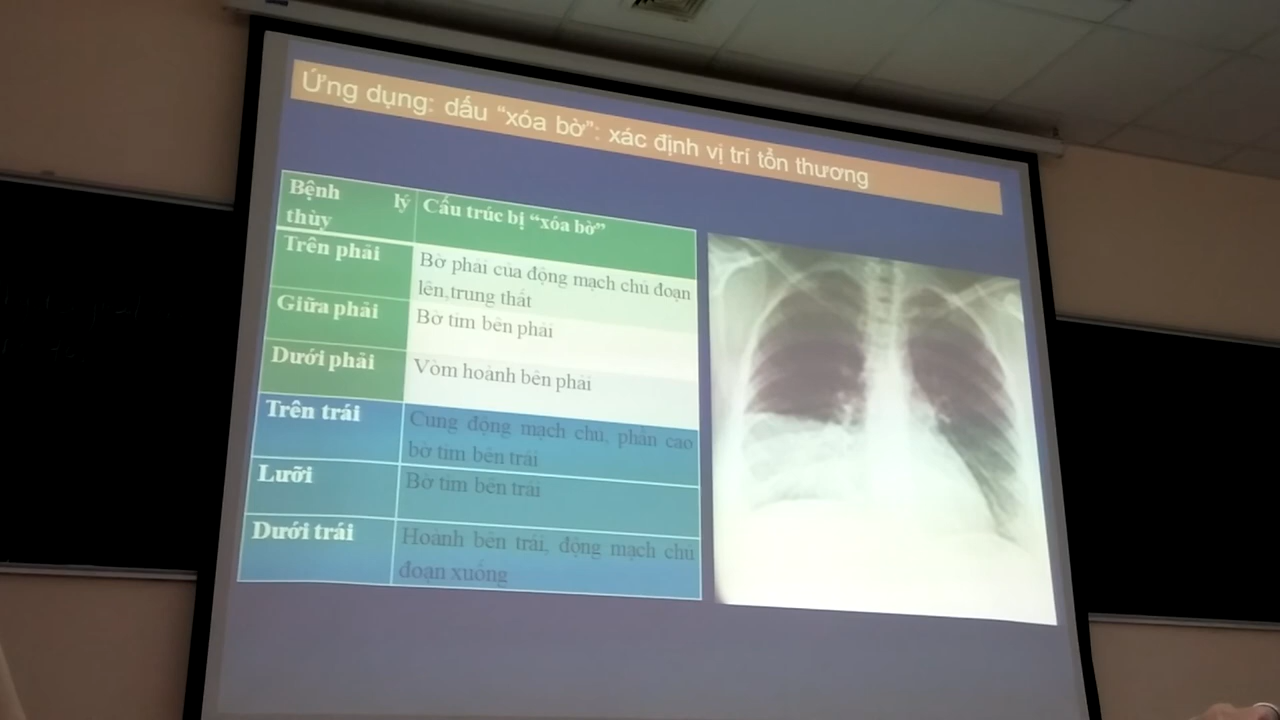 Ứng dụng: dấu “xóa bờ”: xác định vị trí tổn thương
Bệnh lý
thùy
Cấu trúc bị “xóa bờ”
Trên phải
Bờ phải của động mạch chủ đoạn
lên,trung thất
Giữa phải
Bờ tim bên phải
Dưới phải
Vòm hoành bên phải
Trên trái
Cung động mạch chủ, phần cao
bờ tim bên trái
Lưỡi
Bờ tim bên trái
Dưới trái
Hoành bên trái, động mạch chủ
đoạn xuống